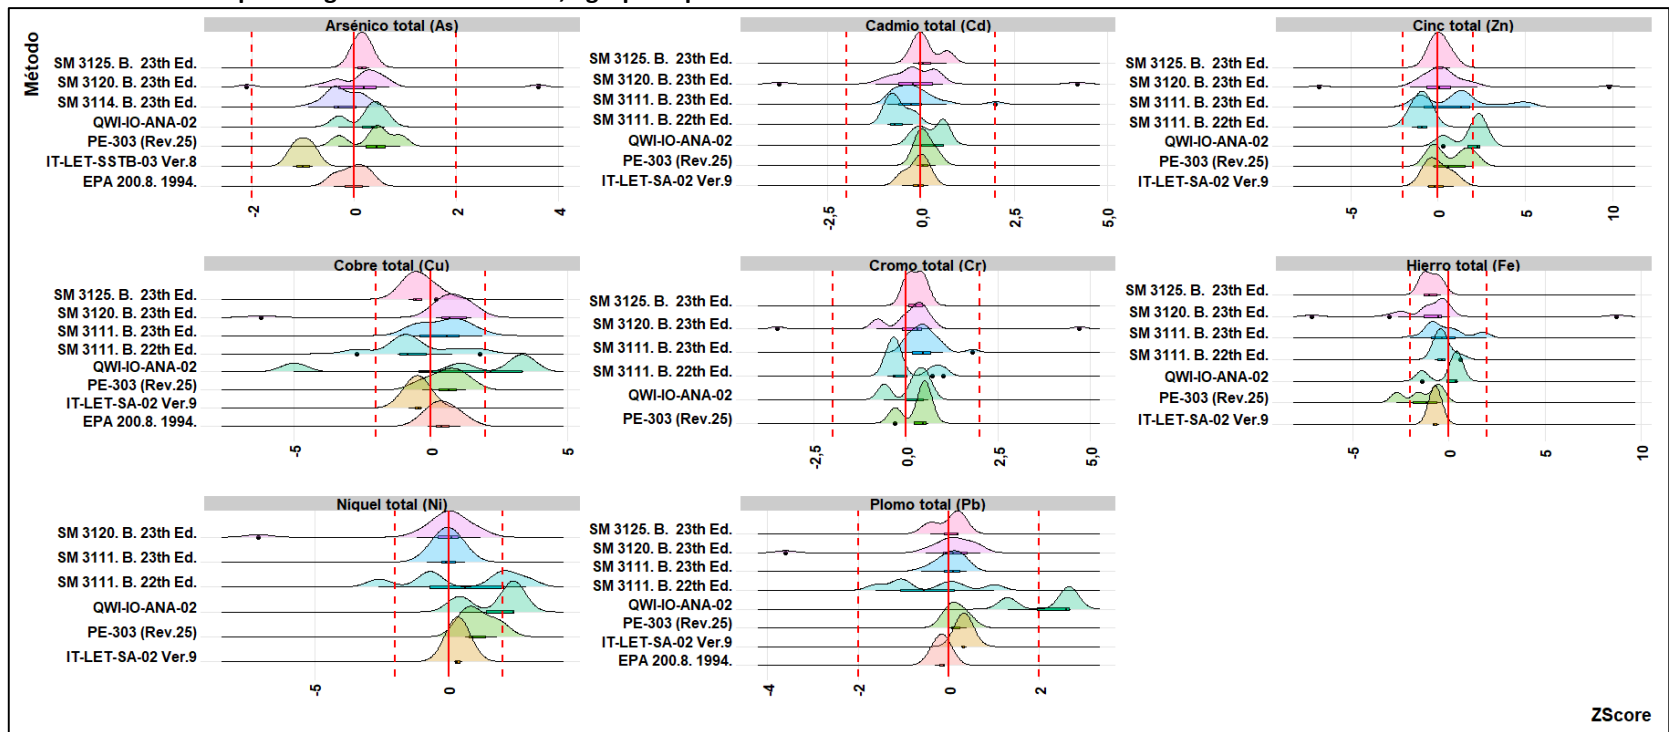 Arsénico total (As)
Método
SM 3125. B. 23th Ed.
SM 3120. B. 23th Ed.
SM 3114. B. 23th Ed.
QWI-IO-ANA-02
PE-303 (Rev.25)
IT-LET-SSTB-03 Ver.8
EPA 200.8. 1994.
-2
0
2
4
Cadmio total (Cd)
SM 3125. B. 23th Ed.
SM 3120. B. 23th Ed.
SM 3111. B. 23th Ed.
SM 3111. B. 22th Ed.
QWI-IO-ANA-02
PE-303 (Rev.25)
IT-LET-SA-02 Ver.9
-2,5
0,0
2,5
5,0
Cinc total (Zn)
SM 3125. B. 23th Ed.
SM 3120. B. 23th Ed.
SM 3111. B. 23th Ed.
SM 3111. B. 22th Ed.
QWI-IO-ANA-02
PE-303 (Rev.25)
IT-LET-SA-02 Ver.9
-5
0
5
10
Cobre total (Cu)
SM 3125. B. 23th Ed.
SM 3120. B. 23th Ed.
SM 3111. B. 23th Ed.
SM 3111. B. 22th Ed.
QWI-IO-ANA-02
PE-303 (Rev.25)
IT-LET-SA-02 Ver.9
EPA 200.8. 1994.
-5
0
5
Cromo total (Cr)
SM 3125. B. 23th Ed.
SM 3120. B. 23th Ed.
SM 3111. B. 23th Ed.
SM 3111. B. 22th Ed.
QWI-IO-ANA-02
PE-303 (Rev.25)
-2,5
0,0
2,5
5,0
Hierro total (Fe)
SM 3125. B. 23th Ed.
SM 3120. B. 23th Ed.
SM 3111. B. 23th Ed.
SM 3111. B. 22th Ed.
QWI-IO-ANA-02
PE-303 (Rev.25)
IT-LET-SA-02 Ver.9
-5
0
5
10
Níquel total (Ni)
SM 3120. B. 23th Ed.
SM 3111. B. 23th Ed.
SM 3111. B. 22th Ed.
QWI-IO-ANA-02
PE-303 (Rev.25)
IT-LET-SA-02 Ver.9
-5
0
Plomo total (Pb)
SM 3125. B. 23th Ed.
SM 3120. B. 23th Ed.
SM 3111. B. 23th Ed.
SM 3111. B. 22th Ed.
QWI-IO-ANA-02
PE-303 (Rev.25)
IT-LET-SA-02 Ver.9
EPA 200.8. 1994.
-4
-2
0
2
ZScore